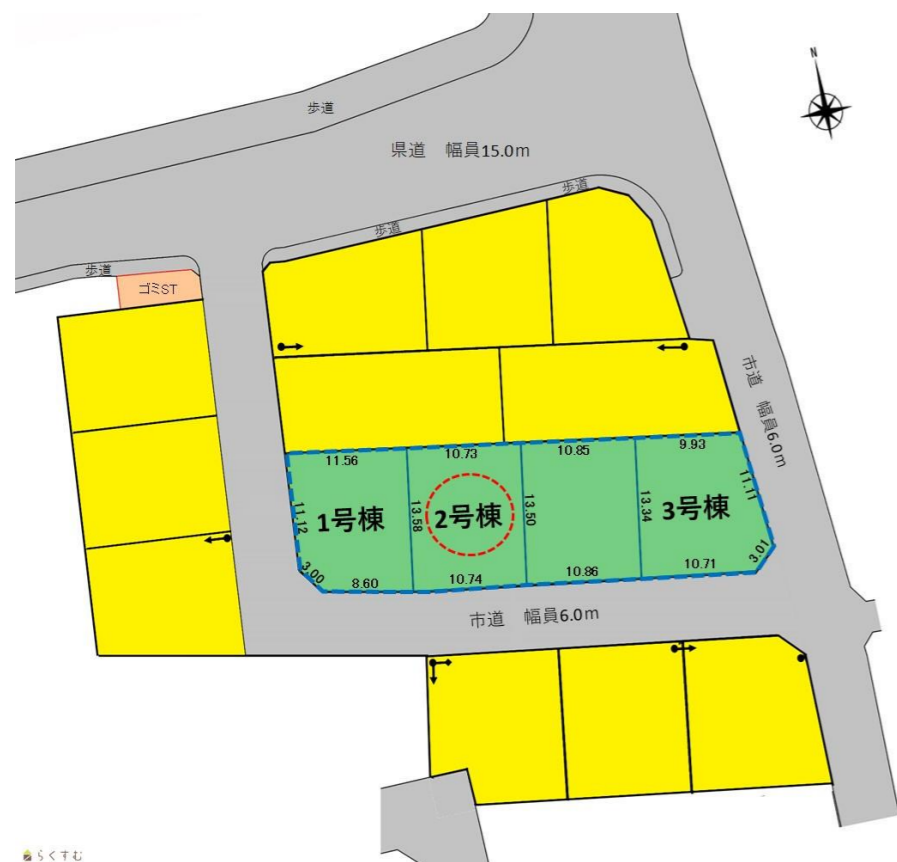 N
歩道
県道　幅員15.0m
歩道
歩道
歩道
ゴミST
市道　幅員6.0m
11.56
10.73
10.85
9.93
11.12
1号棟
13.58
2号棟
13.50
13.34
3号棟
11.11
3.00
8.60
10.74
10.86
10.71
3.01
市道　幅員6.0m
らくすむ